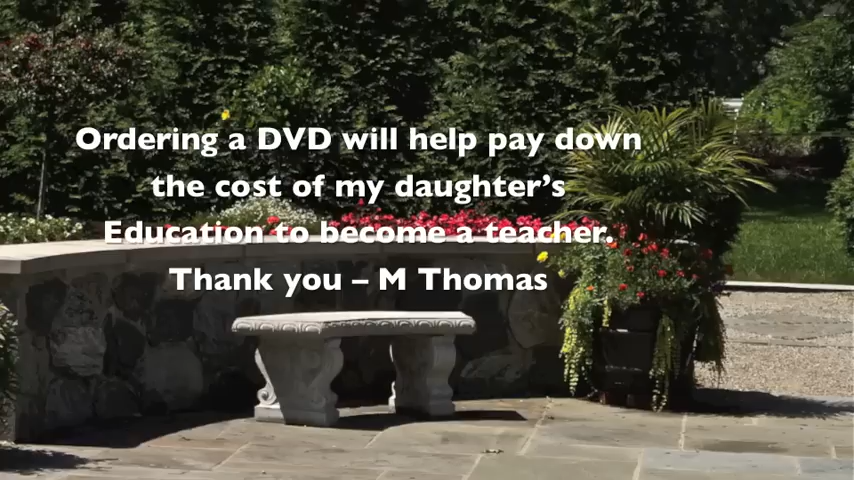 Ordering a DVD will help pay down
the cost of my daughter’s
Education to become a teacher.
Thank you – M Thomas